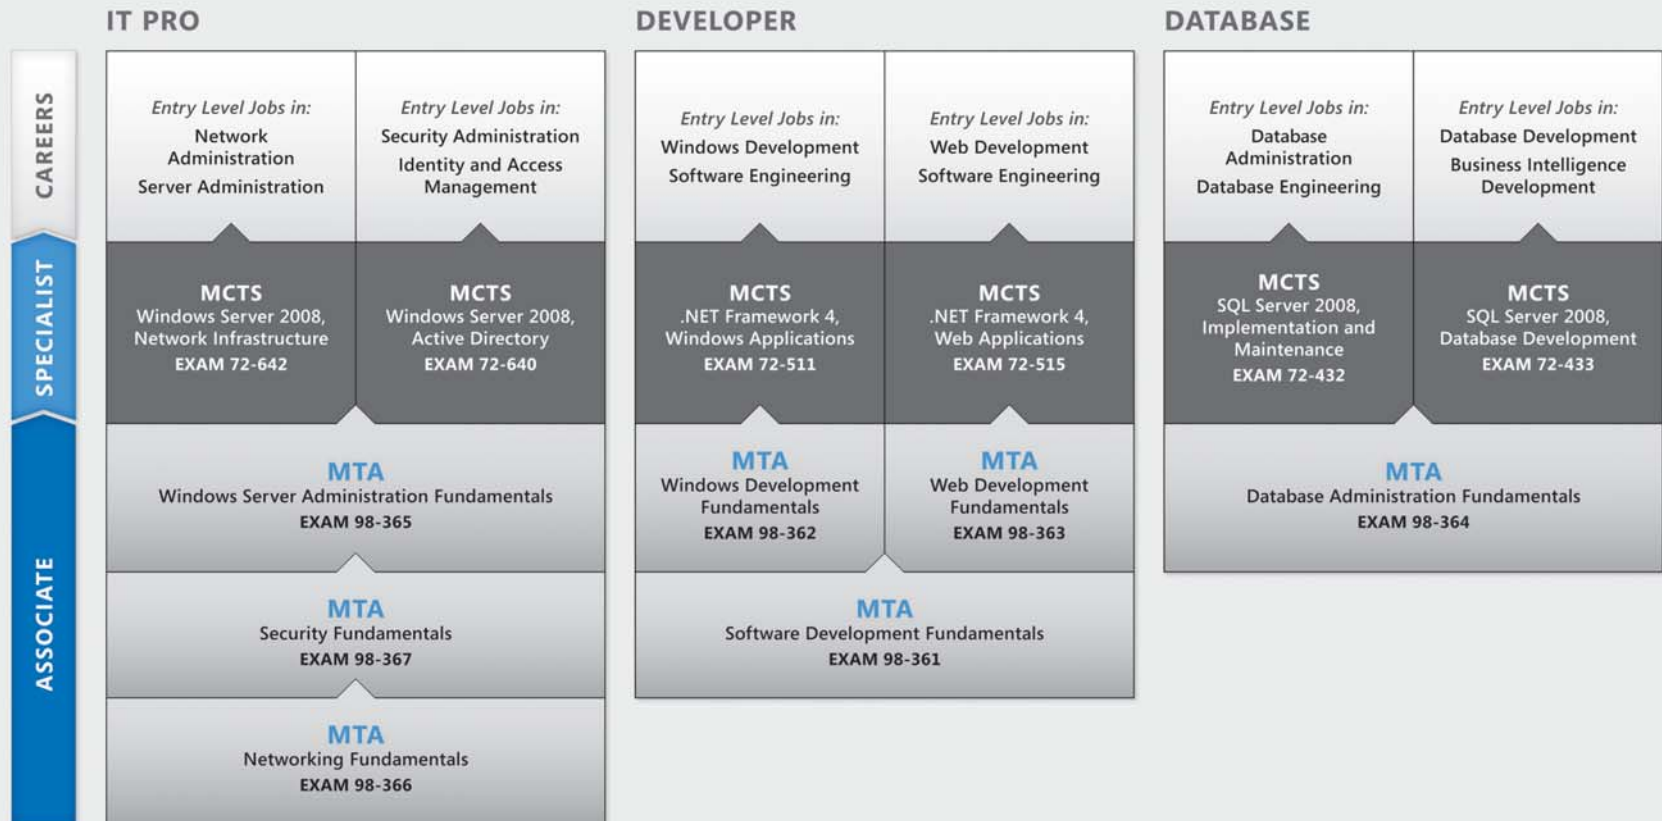 IT PRO
DEVELOPER
DATABASE
CAREERS
SPECIALIST
ASSOCIATE
Entry Level Jobs in:
Network
Administration
Server Administration
Entry Level Jobs in:
Security Administration
Identity and Access
Management
MCTS
Windows Server 2008,
Network Infrastructure
EXAM 72-642
MCTS
Windows Server 2008,
Active Directory
EXAM 72-640
MTA
Windows Server Administration Fundamentals
EXAM 98-365
MTA
Security Fundamentals
EXAM 98-367
MTA
Networking Fundamentals
EXAM 98-366
Entry Level Jobs in:
Windows Development
Software Engineering
Entry Level Jobs in:
Web Development
Software Engineering
MCTS
.NET Framework 4,
Windows Applications
EXAM 72-511
MCTS
.NET Framework 4,
Web Applications
EXAM 72-515
MTA
Windows Development
Fundamentals
EXAM 98-362
MTA
Web Development
Fundamentals
EXAM 98-363
MTA
Software Development Fundamentals
EXAM 98-361
Entry Level Jobs in:
Database
Administration
Database Engineering
Entry Level Jobs in:
Database Development
Business Intelligence
Development
MCTS
SQL Server 2008,
Implementation and
Maintenance
EXAM 72-432
MCTS
SQL Server 2008,
Database Development
EXAM 72-433
MTA
Database Administration Fundamentals
EXAM 98-364